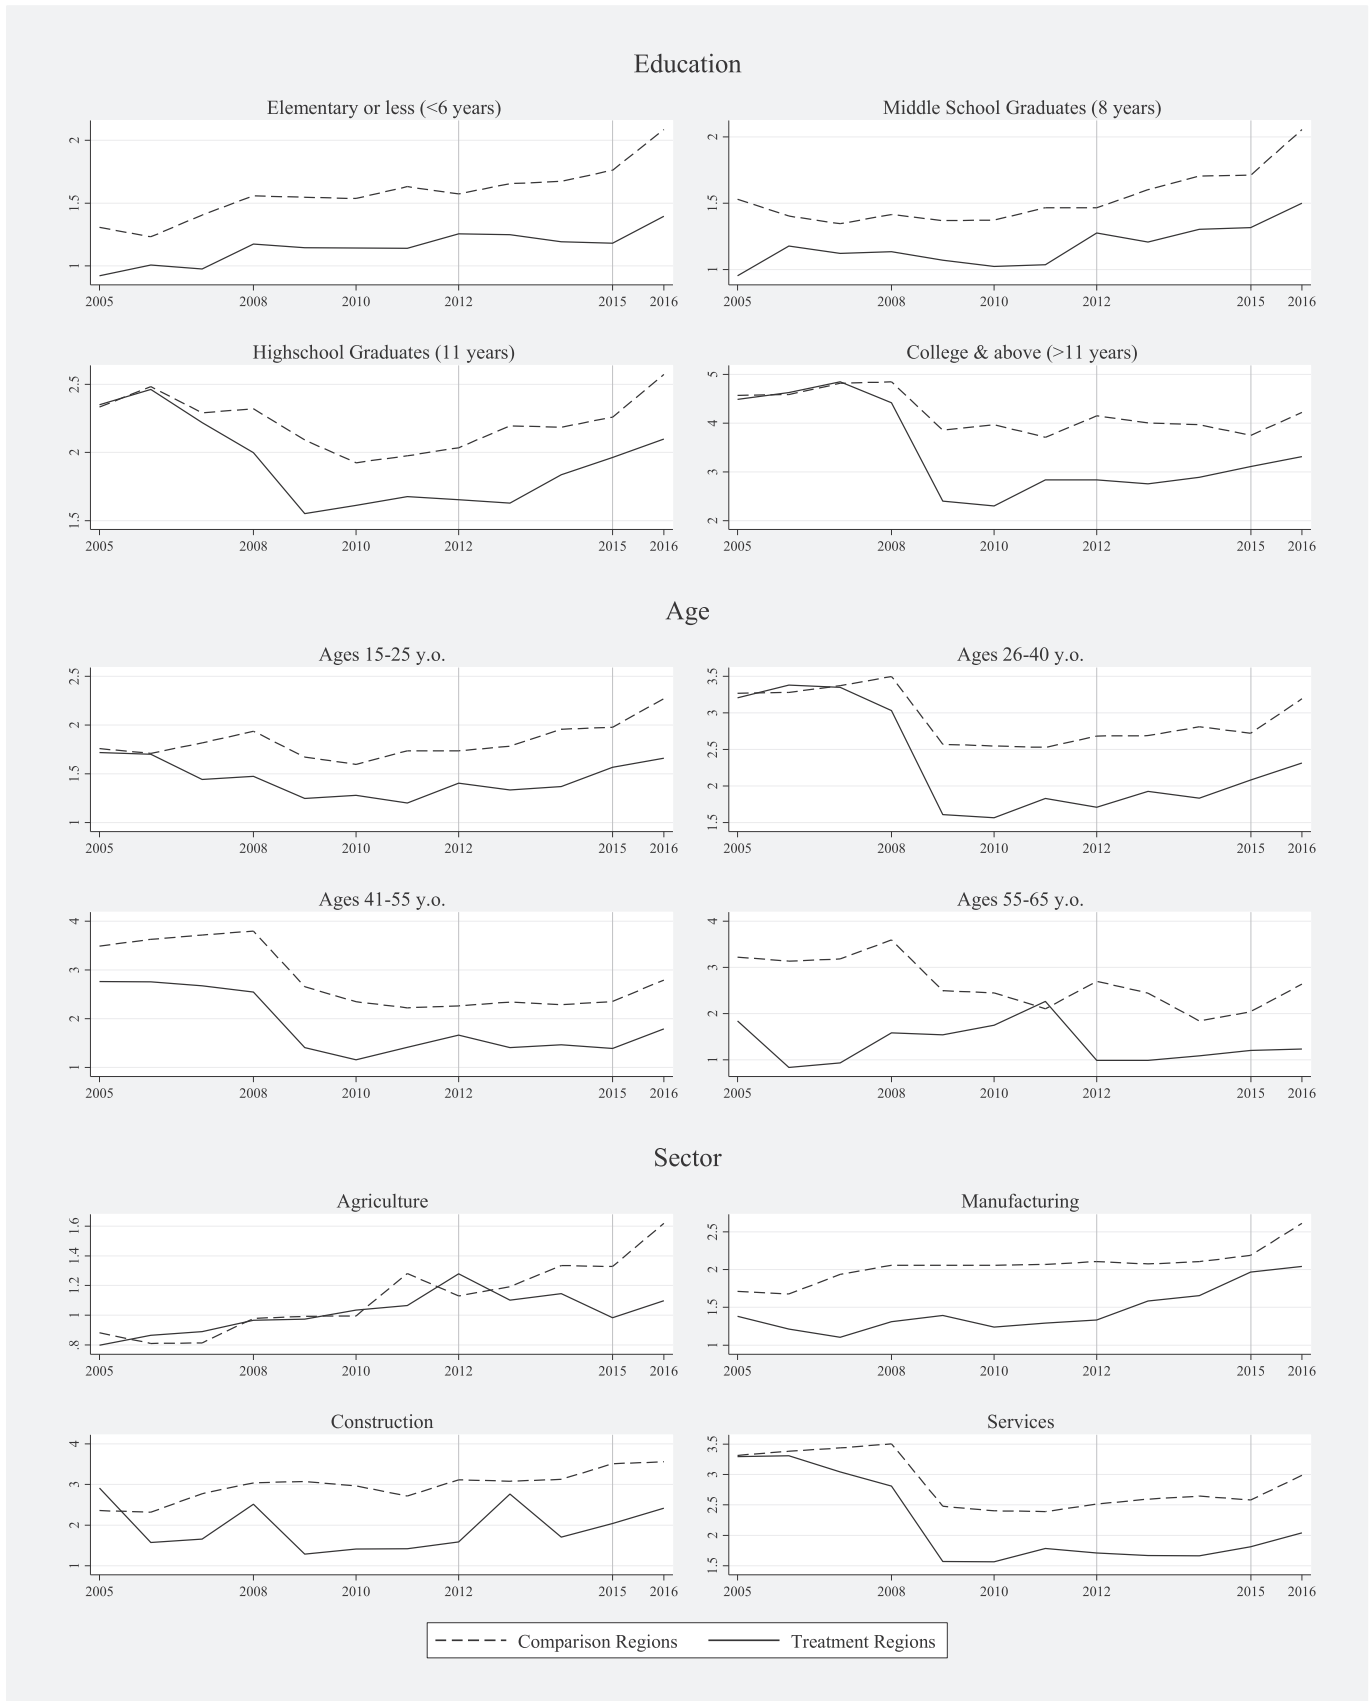 Education
Elementary or less (<6 years)
2
1.5
1
2005 2008 2010 2012 2015 2016
Middle School Graduates (8 years)
2
1.5
1
2005 2008 2010 2012 2015 2016
Highschool Graduates (11 years)
2.5
2
1.5
2005 2008 2010 2012 2015 2016
College & above (>11 years)
5
4
3
2
2005 2008 2010 2012 2015 2016
Age
Ages 15-25 y.o.
2.5
2
1.5
1
2005 2008 2010 2012 2015 2016
Ages 26-40 y.o.
3.5
3
2.5
2
1.5
2005 2008 2010 2012 2015 2016
Ages 41-55 y.o.
4
3
2
1
2005 2008 2010 2012 2015 2016
Ages 55-65 y.o.
4
3
2
1
2005 2008 2010 2012 2015 2016
Sector
Agriculture
1.6
1.4
1.2
1
.8
2005 2008 2010 2012 2015 2016
Manufacturing
2.5
2
1.5
1
2005 2008 2010 2012 2015 2016
Construction
4
3
2
1
2005 2008 2010 2012 2015 2016
Services
3.5
3
2.5
2
1.5
2005 2008 2010 2012 2015 2016
Comparison Regions Treatment Regions